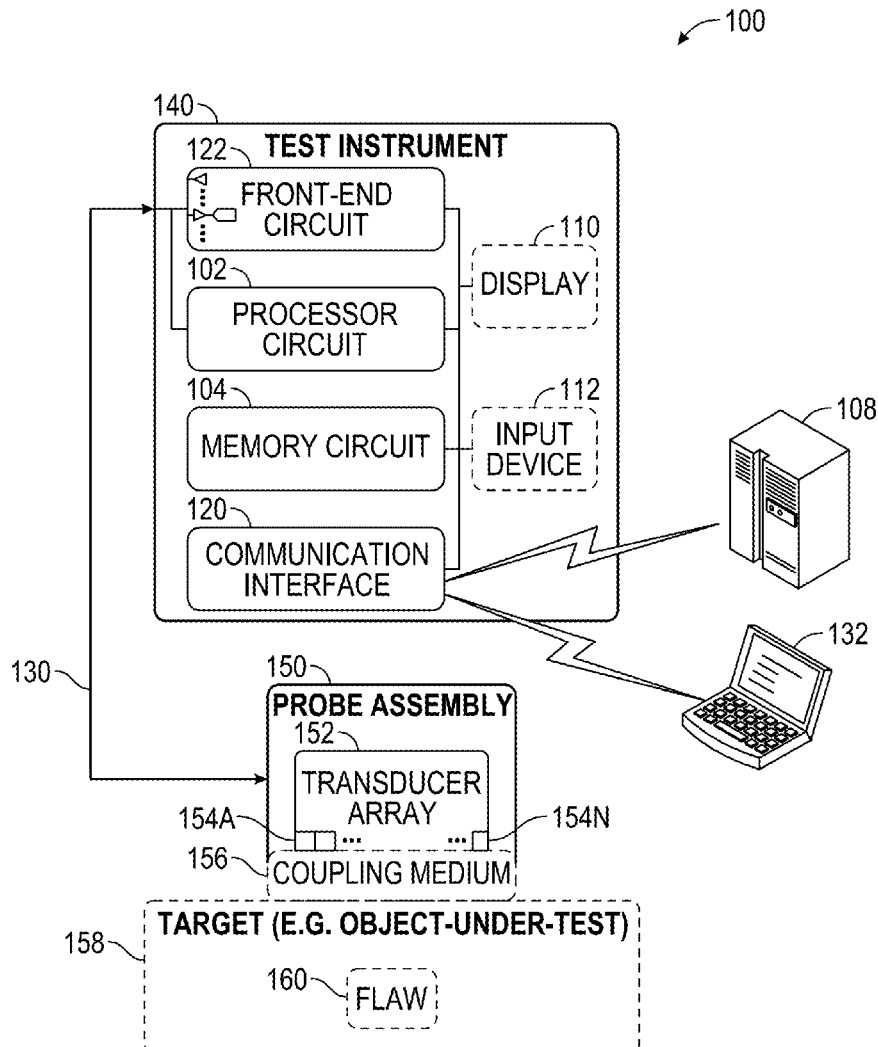 100
140
TEST INSTRUMENT
122
FRONT-END
CIRCUIT
110
DISPLAY
102
PROCESSOR
CIRCUIT
104
MEMORY CIRCUIT
112
INPUT
DEVICE
108
120
COMMUNICATION
INTERFACE
132
130
150
PROBE ASSEMBLY
152
TRANSDUCER
ARRAY
154A
... ...
154N
156
COUPLING MEDIUM
TARGET (E.G. OBJECT-UNDER-TEST)
158
160
FLAW